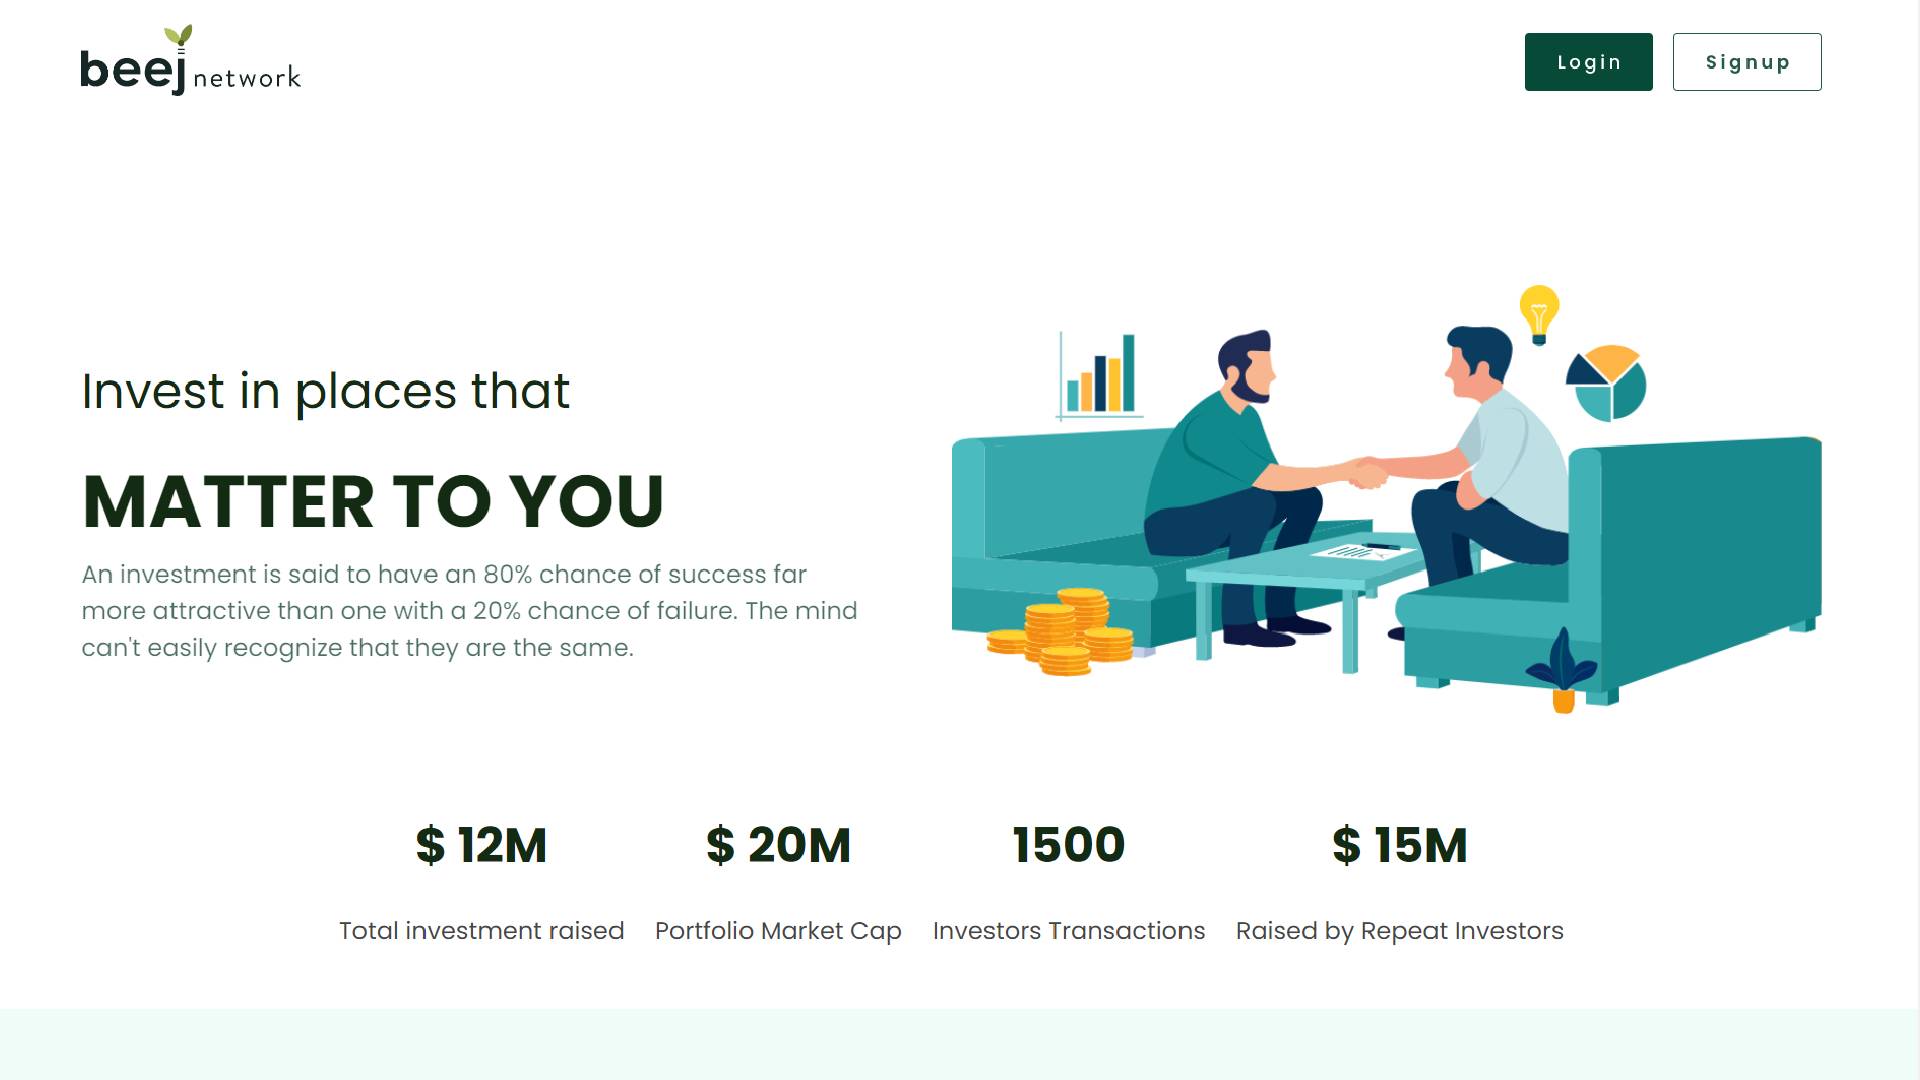 beej network
Login
Signup
Invest in places that
MATTER TO YOU
An investment is said to have an 80% chance of success far
more attractive than one with a 20% chance of failure. The mind
can't easily recognize that they are the same.
$ 12M
$ 20M
1500
$ 15M
Total investment raised
Portfolio Market Cap
Investors Transactions
Raised by Repeat Investors